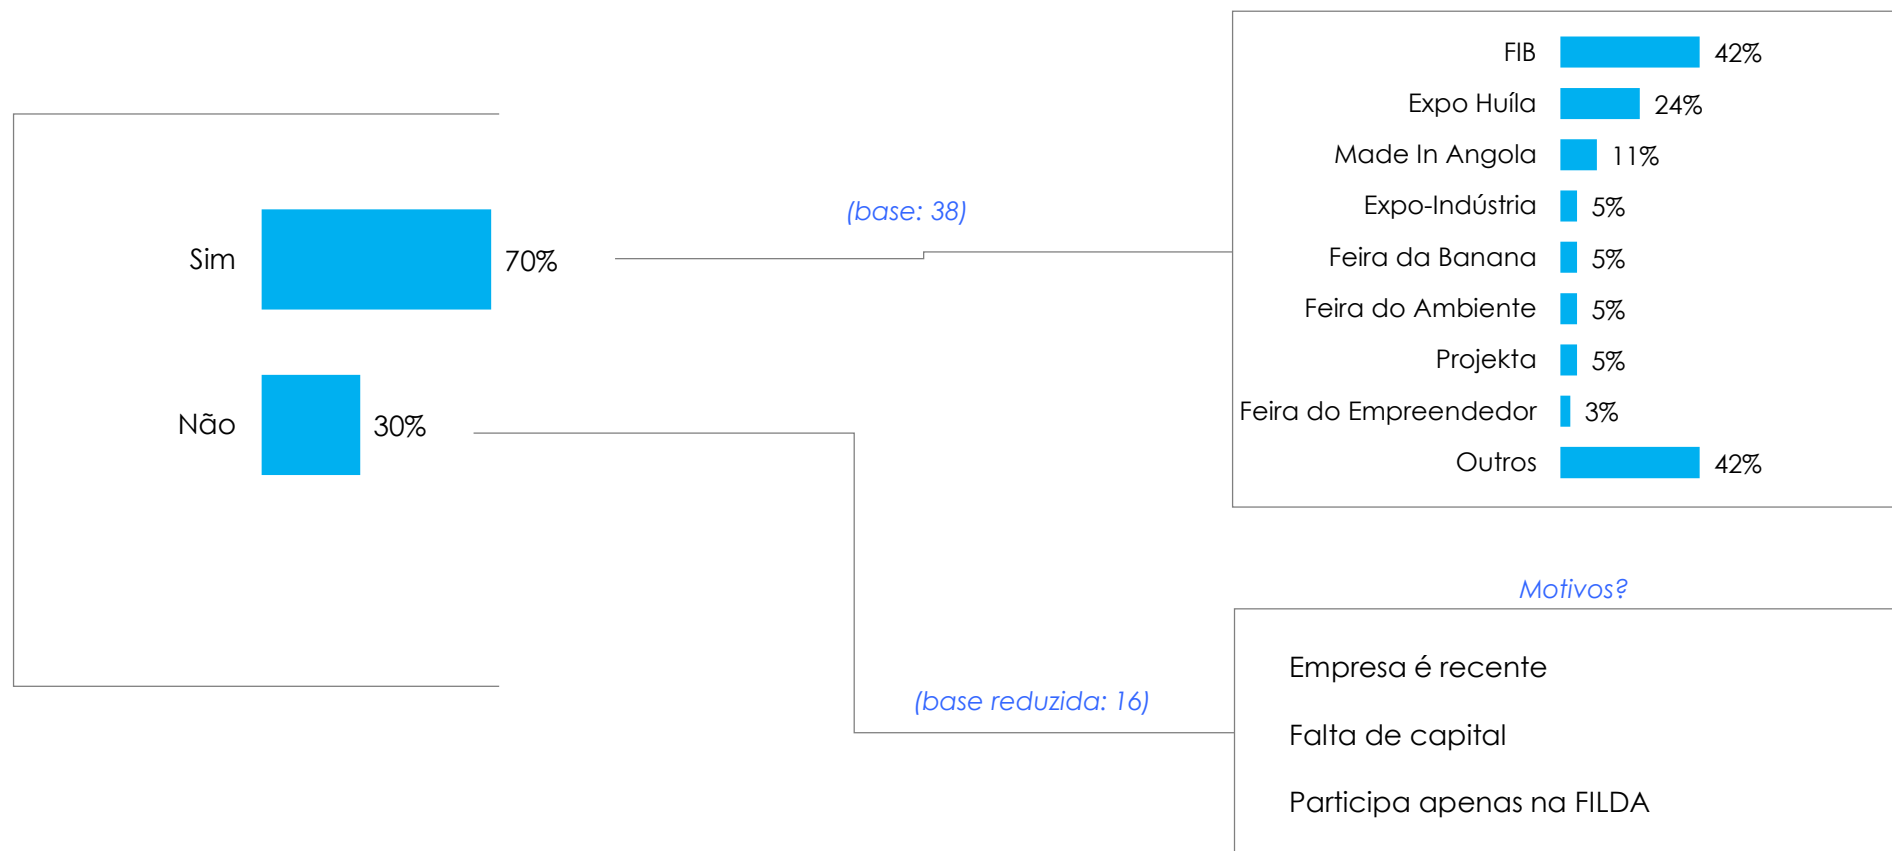 Sim 70%
Não 30%
(base: 38)
FIB 42%
Expo Huíla 24%
Made In Angola 11%
Expo-Indústria 5%
Feira da Banana 5%
Feira do Ambiente 5%
Projekta 5%
Feira do Empreendedor 3%
Outros 42%
(base reduzida: 16)
Motivos?
Empresa é recente
Falta de capital
Participa apenas na FILDA